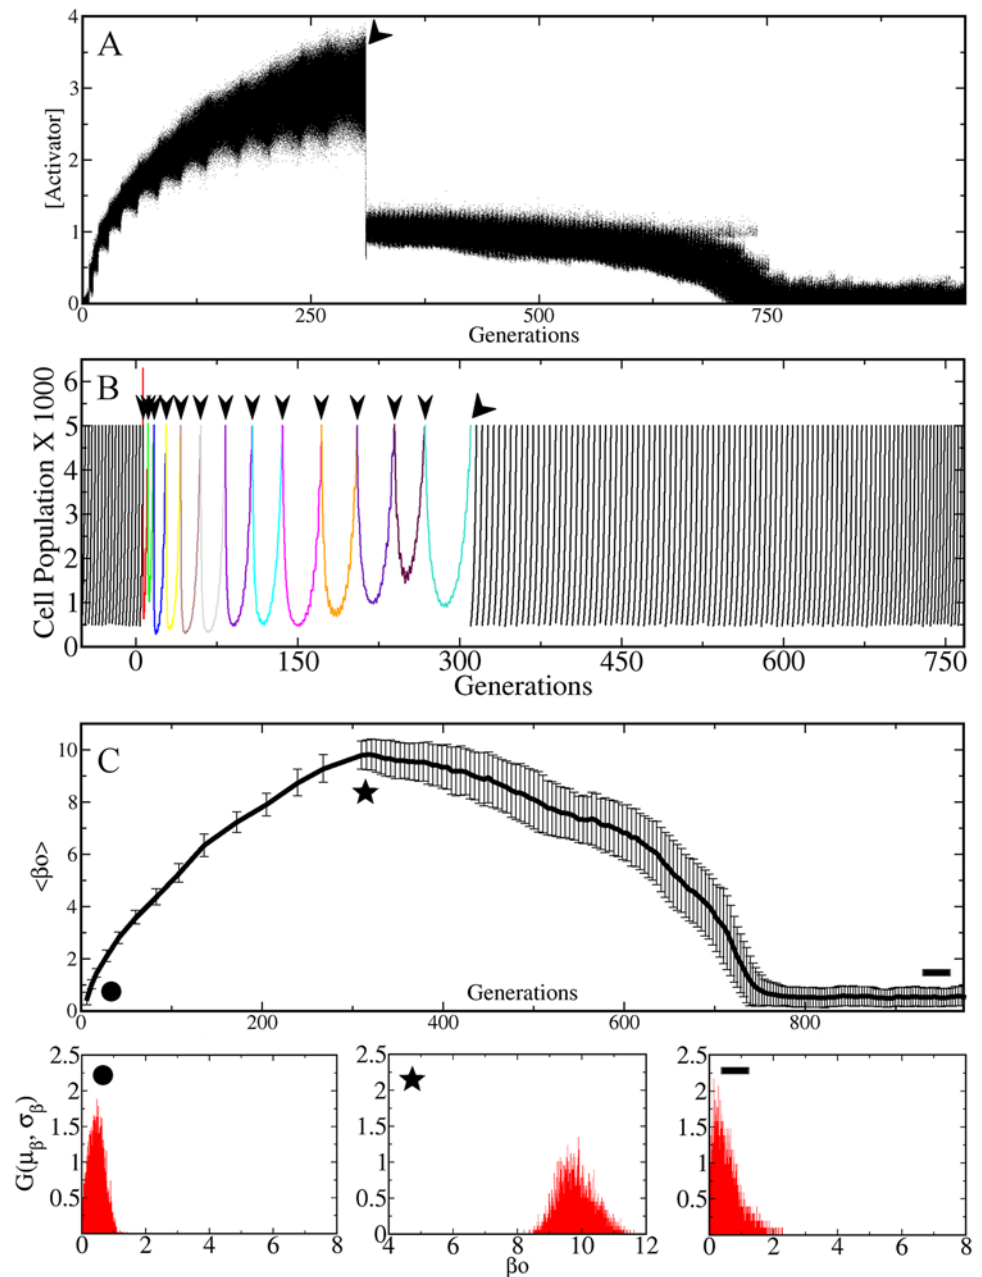 A
[Activator]
4
3
2
1
0
0 250 500 750
Generations
B
Cell Population X 1000
6
5
4
3
2
1
0
0 150 300 450 600 750
Generations
C
<βo>
10
8
6
4
2
0
Generations
0 200 400 600 800
G(μβ, σβ)
2.5
2
1.5
1
0.5
0 2 4 6 8
2.5
2
1.5
1
0.5
0
4 6 8 10 12
βo
2.5
2
1.5
1
0.5
0 2 4 6 8